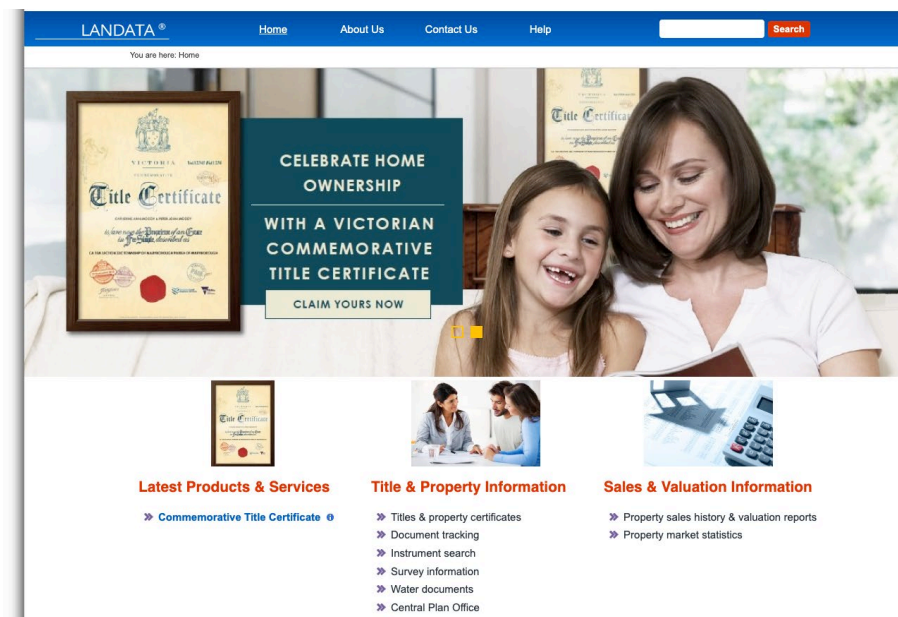 LANDATA ®
Home
About Us
Contact Us
Help
Search
You are here: Home
VICTORIA
Title Certificate
CELEBRATE HOME
OWNERSHIP
WITH A VICTORIAN
COMMEMORATIVE
TITLE CERTIFICATE
CLAIM YOURS NOW
Title Certificate
Latest Products & Services
Commemorative Title Certificate
Title & Property Information
Titles & property certificates
Document tracking
Instrument search
Survey information
Water documents
Central Plan Office
Sales & Valuation Information
Property sales history & valuation reports
Property market statistics